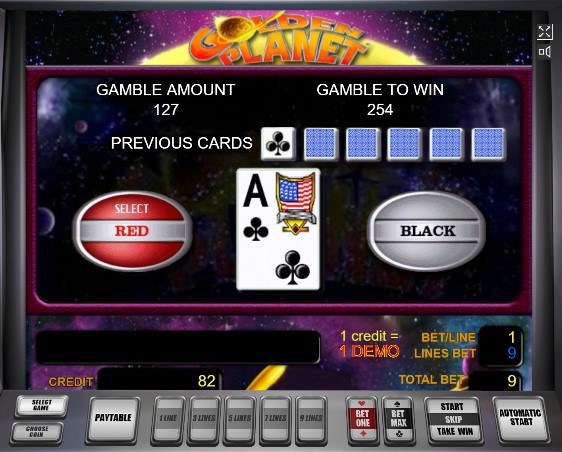 GOLDEN
PLANET
GAMBLE AMOUNT
127
GAMBLE TO WIN
254
PREVIOUS CARDS
SELECT
RED
A
BLACK
1 credit =
1 DEMO
BET/LINE 1
LINES BET 9
CREDIT 82
TOTAL BET 9
SELECT
GAME
CHOOSE
COIN
PAYTABLE
1 LINE
3 LINES
5 LINES
7 LINES
9 LINES
BET
ONE
BET
MAX
START
SKIP
TAKE WIN
AUTOMATIC
START